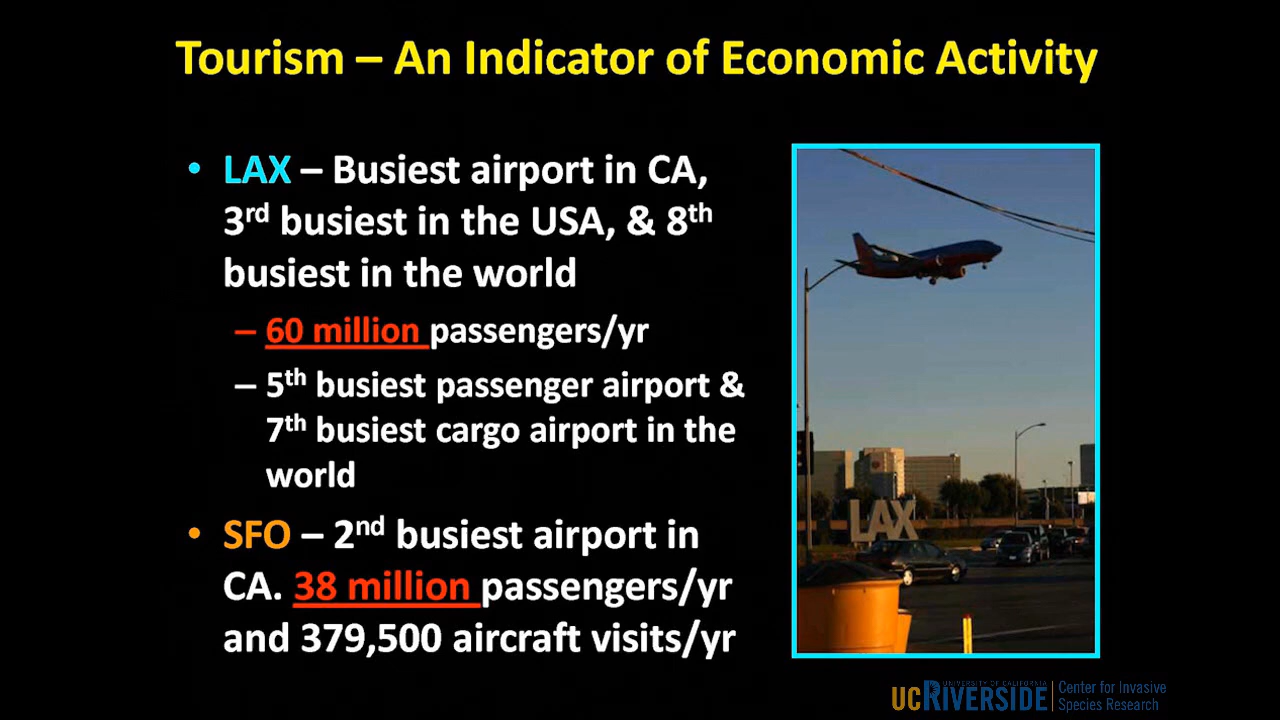 Tourism – An Indicator of Economic Activity
• LAX – Busiest airport in CA,
3rd busiest in the USA, & 8th
busiest in the world
– 60 million passengers/yr
– 5th busiest passenger airport &
7th busiest cargo airport in the
world
• SFO – 2nd busiest airport in
CA. 38 million passengers/yr
and 379,500 aircraft visits/yr
LAX
UNIVERSITY OF CALIFORNIA
UCRIVERSIDE
Center for Invasive
Species Research